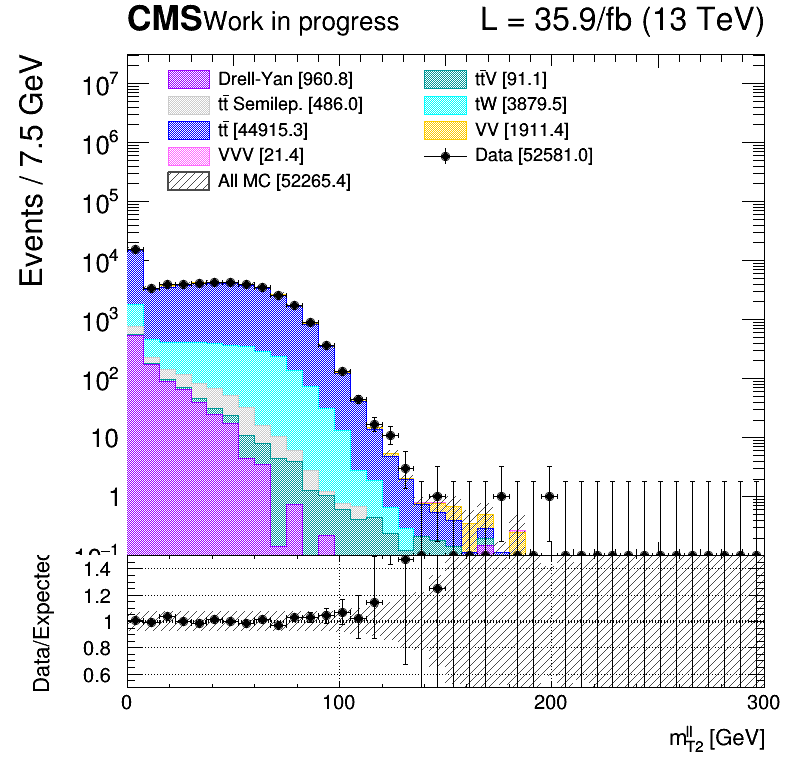 CMS Work in progress L = 35.9/fb (13 TeV)
Events / 7.5 GeV
Drell-Yan [960.8]
tt̄ Semilep. [486.0]
tt̄ [44915.3]
VVV [21.4]
All MC [52265.4]
tt̄V [91.1]
tW [3879.5]
VV [1911.4]
Data [52581.0]
10⁷
10⁶
10⁵
10⁴
10³
10²
10
1
10⁻¹
Data/Expected
1.4
1.2
1
0.8
0.6
0 100 200 300
m_{T2}^{ll} [GeV]